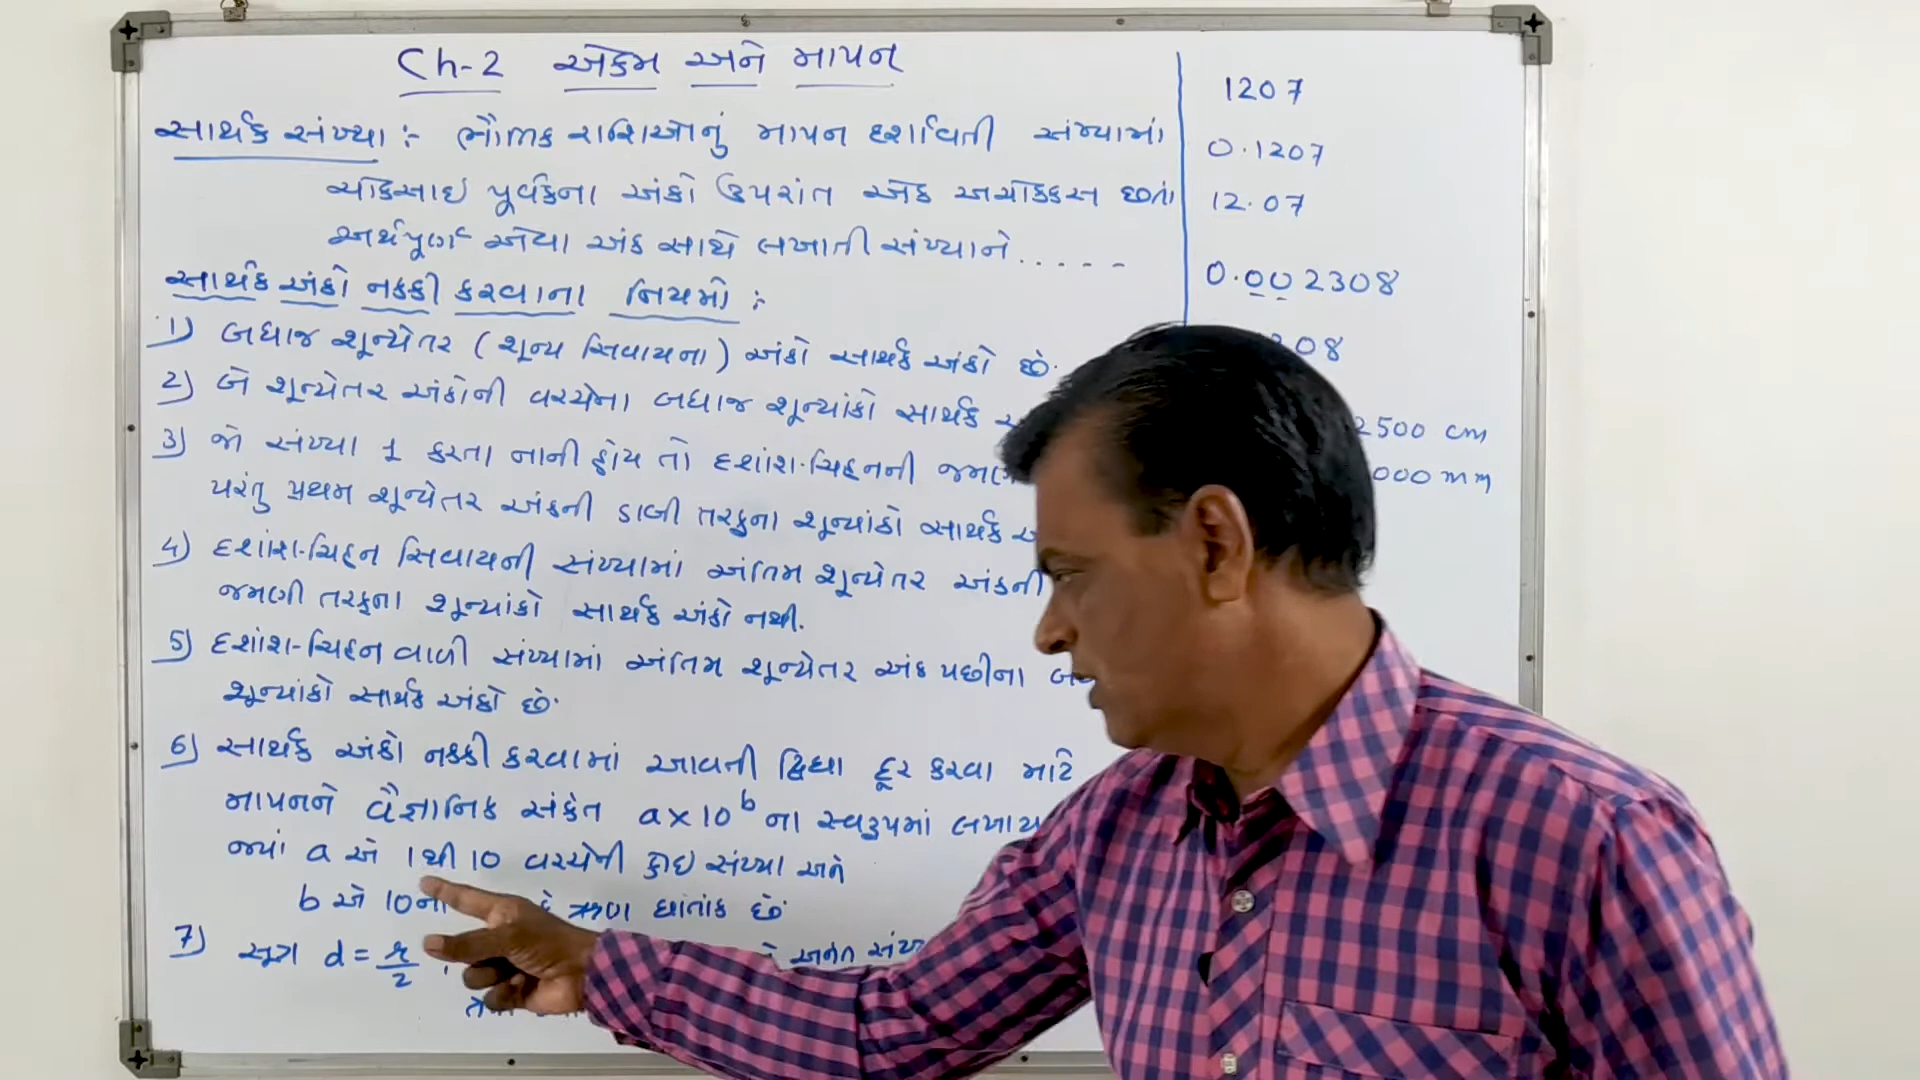 Ch-2 એકમ અને માપન
સાર્થક સંખ્યા :- ભૌતિક રાશિઓનું માપન દર્શાવતી સંખ્યામાં
ચોકસાઇ પૂર્વકના અંકો ઉપરાંત એક અચોક્કસ છતાં
અર્થપૂર્ણ એવા અંક સાથે લખાતી સંખ્યાને.....
સાર્થક અંકો નક્કી કરવાના નિયમો :-
1) બધાજ શૂન્યેતર (શૂન્ય સિવાયના) અંકો સાર્થક અંકો છે.
2) બે શૂન્યેતર અંકોની વચ્ચેના બધાજ શૂન્યાંકો સાર્થક
3) જો સંખ્યા 1 કરતા નાની હોય તો દશાંશ-ચિહ્નની
પરંતુ પ્રથમ શૂન્યેતર અંકની ડાબી તરફના શૂન્યાંકો સાર્થક
4) દશાંશ-ચિહ્ન સિવાયની સંખ્યામાં અંતિમ શૂન્યેતર અંકની
જમણી તરફના શૂન્યાંકો સાર્થક અંકો નથી.
5) દશાંશ-ચિહ્ન વાળી સંખ્યામાં અંતિમ શૂન્યેતર અંક પછીના
શૂન્યાંકો સાર્થક અંકો છે.
6) સાર્થક અંકો નક્કી કરવામાં આવતી દ્વિધા દૂર કરવા માટે
માપનને વૈજ્ઞાનિક સંકેત a×10^b ના સ્વરૂપમાં લખાય
જ્યાં a એ 1થી 10 વચ્ચેની કોઇ સંખ્યા અને
b એ 10ના ઋણ ઘાતાંક છે
7) સૂત્ર d = r/2 અનંત
1207
0.1207
12.07
0.002308
08
2500 cm
000 mm